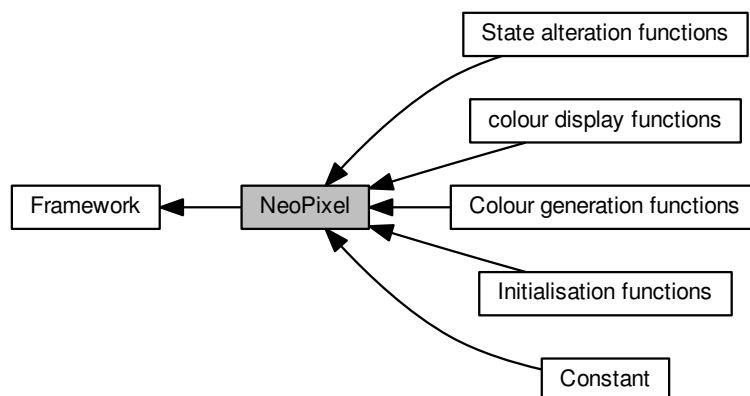 State alteration functions
colour display functions
Framework
NeoPixel
Colour generation functions
Initialisation functions
Constant